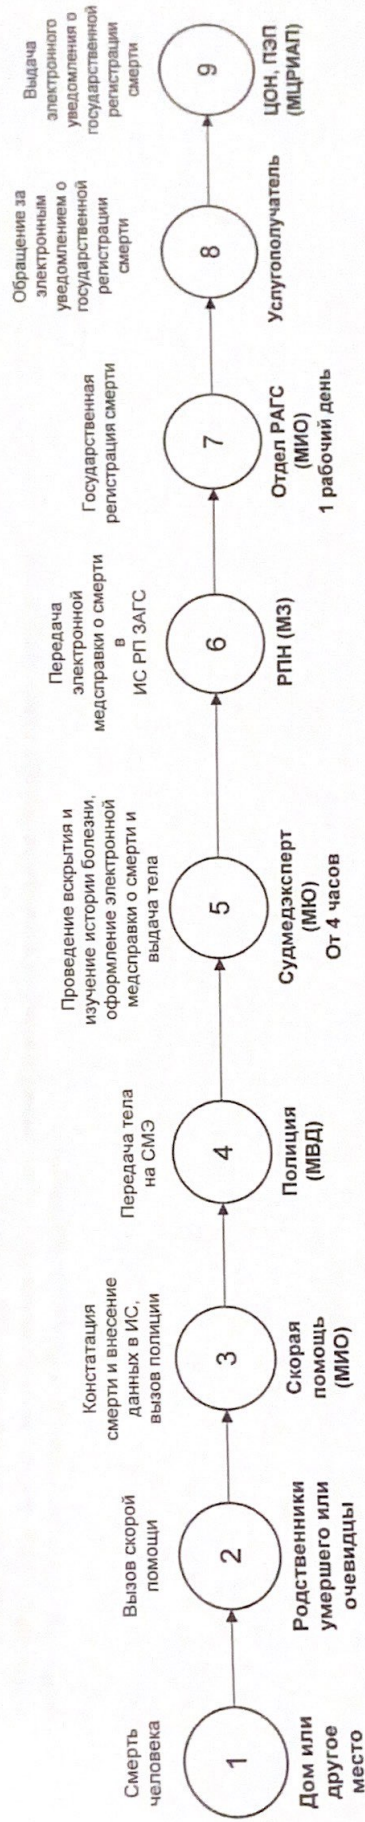 Смерть
человека
1
Дом или
другое
место
Вызов скорой
помощи
2
Родственники
умершего или
очевидцы
Констатация
смерти и внесение
данных в ИС,
вызов полиции
3
Скорая
помощь
(МИО)
Передача тела
на СМЭ
4
Полиция
(МВД)
Проведение вскрытия и
изучение истории болезни,
оформление электронной
медсправки о смерти и
выдача тела
5
Судмедэксперт
(МЮ)
От 4 часов
Передача
электронной
медсправки о смерти
в
ИС РП ЗАГС
6
РПН (МЗ)
Государственная
регистрация смерти
7
Отдел РАГС
(МИО)
1 рабочий день
Обращение за
электронным
уведомлением о
государственной
регистрации
смерти
8
Услугополучатель
Выдача
электронного
уведомления о
государственной
регистрации
смерти
9
ЦОН, ПЭП
(МЦРИАП)